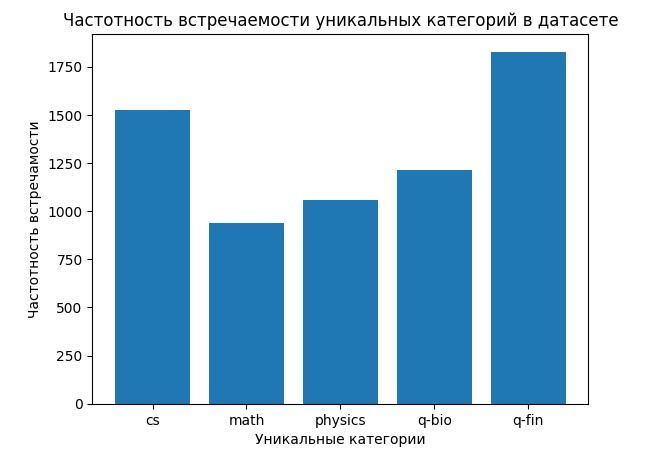 Частотность встречаемости уникальных категорий в датасете
Частотность встречамости
1750
1500
1250
1000
750
500
250
0
cs math physics q-bio q-fin
Уникальные категории